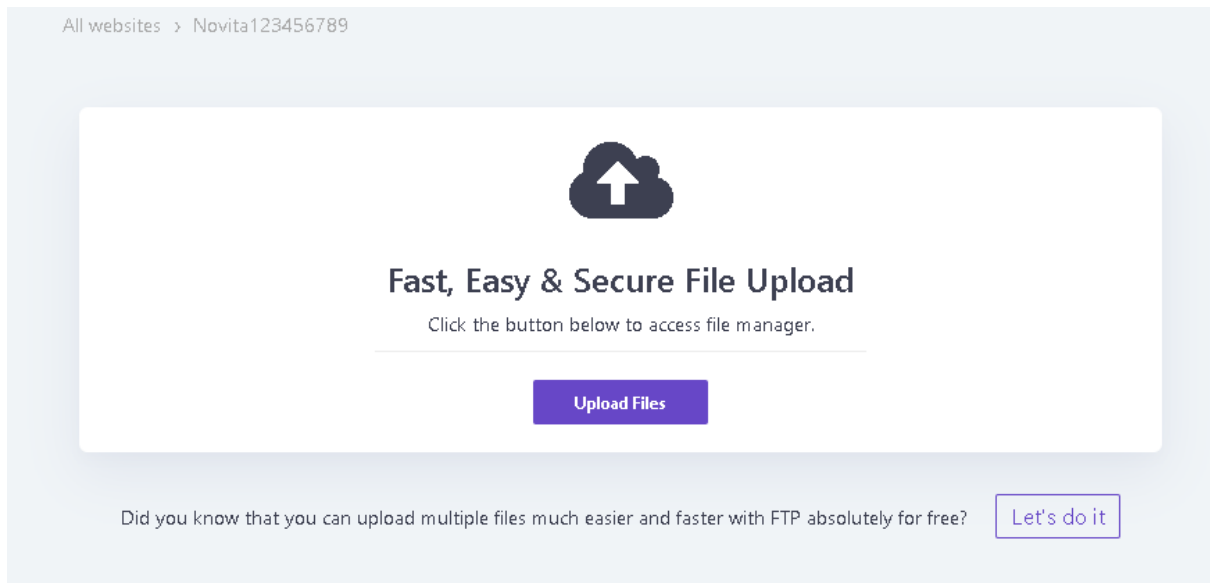 All websites › Novita123456789
Fast, Easy & Secure File Upload
Click the button below to access file manager.
Upload Files
Did you know that you can upload multiple files much easier and faster with FTP absolutely for free?
Let's do it